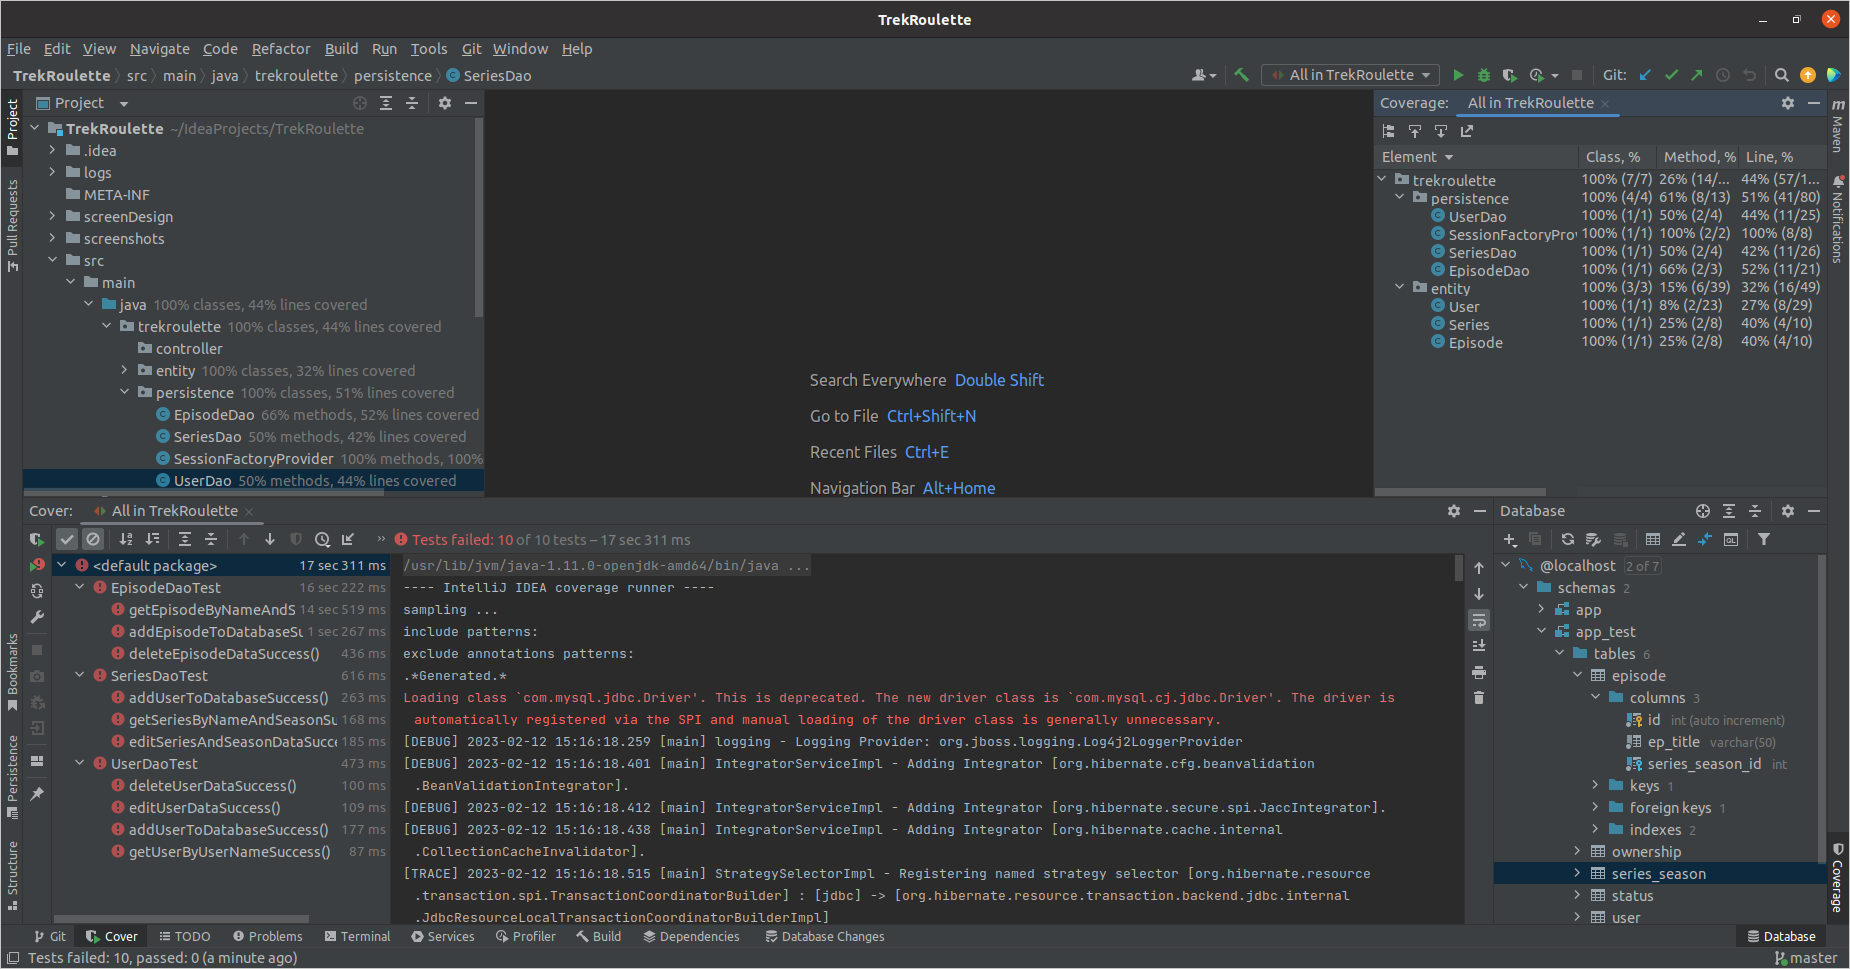 TrekRoulette
File Edit View Navigate Code Refactor Build Run Tools Git Window Help
TrekRoulette src main java trekroulette persistence SeriesDao
All in TrekRoulette
Git:
Project
Project
Pull Requests
Bookmarks
Persistence
Structure
TrekRoulette ~/IdeaProjects/TrekRoulette
.idea
logs
META-INF
screenDesign
screenshots
src
main
java 100% classes, 44% lines covered
trekroulette 100% classes, 44% lines covered
controller
entity 100% classes, 32% lines covered
persistence 100% classes, 51% lines covered
EpisodeDao 66% methods, 52% lines covered
SeriesDao 50% methods, 42% lines covered
SessionFactoryProvider 100% methods, 100%
UserDao 50% methods, 44% lines covered
Search Everywhere Double Shift
Go to File Ctrl+Shift+N
Recent Files Ctrl+E
Navigation Bar Alt+Home
Coverage: All in TrekRoulette
Element Class, % Method, % Line, %
trekroulette 100% (7/7) 26% (14/... 44% (57/1...
persistence 100% (4/4) 61% (8/13) 51% (41/80)
UserDao 100% (1/1) 50% (2/4) 44% (11/25)
SessionFactoryProv 100% (1/1) 100% (2/2) 100% (8/8)
SeriesDao 100% (1/1) 50% (2/4) 42% (11/26)
EpisodeDao 100% (1/1) 66% (2/3) 52% (11/21)
entity 100% (3/3) 15% (6/39) 32% (16/49)
User 100% (1/1) 8% (2/23) 27% (8/29)
Series 100% (1/1) 25% (2/8) 40% (4/10)
Episode 100% (1/1) 25% (2/8) 40% (4/10)
m Maven
Notifications
Coverage
Cover: All in TrekRoulette
Tests failed: 10 of 10 tests – 17 sec 311 ms
<default package> 17 sec 311 ms
EpisodeDaoTest 16 sec 222 ms
getEpisodeByNameAndS 14 sec 519 ms
addEpisodeToDatabaseSu 1 sec 267 ms
deleteEpisodeDataSuccess() 436 ms
SeriesDaoTest 616 ms
addUserToDatabaseSuccess() 263 ms
getSeriesByNameAndSeasonSu 168 ms
editSeriesAndSeasonDataSucce 185 ms
UserDaoTest 473 ms
deleteUserDataSuccess() 100 ms
editUserDataSuccess() 109 ms
addUserToDatabaseSuccess() 177 ms
getUserByUserNameSuccess() 87 ms
/usr/lib/jvm/java-1.11.0-openjdk-amd64/bin/java ...
---- IntelliJ IDEA coverage runner ----
sampling ...
include patterns:
exclude annotations patterns:
.*Generated.*
Loading class `com.mysql.jdbc.Driver'. This is deprecated. The new driver class is `com.mysql.cj.jdbc.Driver'. The driver is
automatically registered via the SPI and manual loading of the driver class is generally unnecessary.
[DEBUG] 2023-02-12 15:16:18.259 [main] logging - Logging Provider: org.jboss.logging.Log4j2LoggerProvider
[DEBUG] 2023-02-12 15:16:18.401 [main] IntegratorServiceImpl - Adding Integrator [org.hibernate.cfg.beanvalidation
.BeanValidationIntegrator].
[DEBUG] 2023-02-12 15:16:18.412 [main] IntegratorServiceImpl - Adding Integrator [org.hibernate.secure.spi.JaccIntegrator].
[DEBUG] 2023-02-12 15:16:18.438 [main] IntegratorServiceImpl - Adding Integrator [org.hibernate.cache.internal
.CollectionCacheInvalidator].
[TRACE] 2023-02-12 15:16:18.515 [main] StrategySelectorImpl - Registering named strategy selector [org.hibernate.resource
.transaction.spi.TransactionCoordinatorBuilder] : [jdbc] -> [org.hibernate.resource.transaction.backend.jdbc.internal
.JdbcResourceLocalTransactionCoordinatorBuilderImpl]
Database
@localhost 2 of 7
schemas 2
app
app_test
tables 6
episode
columns 3
id int (auto increment)
ep_title varchar(50)
series_season_id int
keys 1
foreign keys 1
indexes 2
ownership
series_season
status
user
Git Cover TODO Problems Terminal Services Profiler Build Dependencies Database Changes Database
Tests failed: 10, passed: 0 (a minute ago) master